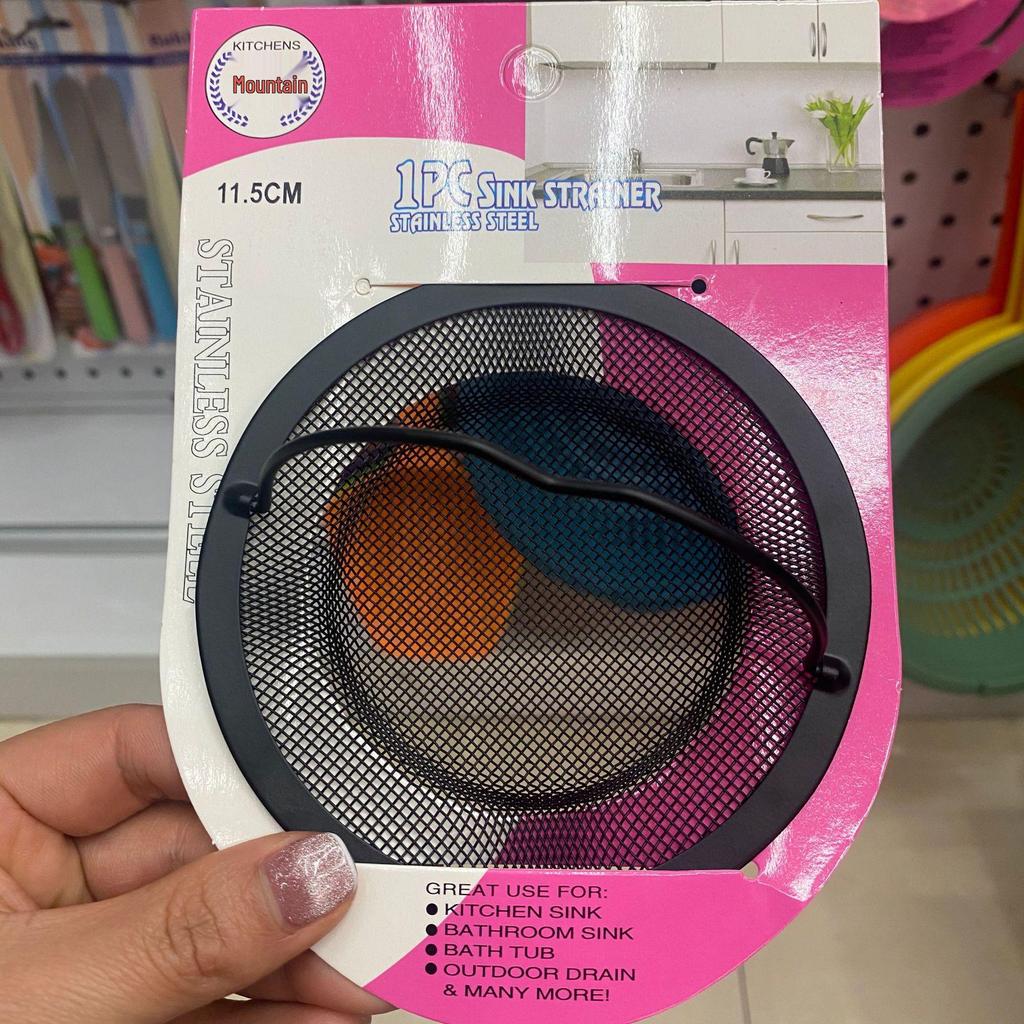 KITCHENS
Mountain
11.5CM
1PC SINK STRAINER
STAINLESS STEEL
STAINLESS STEEL
GREAT USE FOR:
● KITCHEN SINK
● BATHROOM SINK
● BATH TUB
● OUTDOOR DRAIN
& MANY MORE!